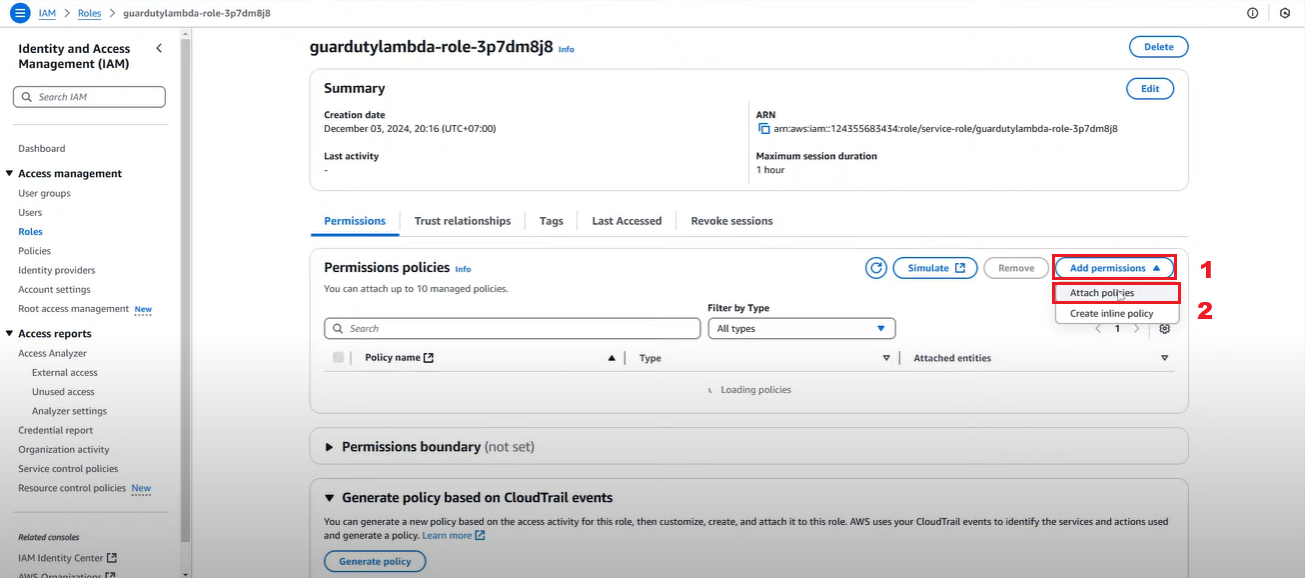 IAM > Roles > guardutylambda-role-3p7dm8j8
Identity and Access
Management (IAM)
Search IAM
Dashboard
Access management
User groups
Users
Roles
Policies
Identity providers
Account settings
Root access management New
Access reports
Access Analyzer
External access
Unused access
Analyzer settings
Credential report
Organization activity
Service control policies
Resource control policies New
Related consoles
IAM Identity Center
AWS Organizations
guardutylambda-role-3p7dm8j8 Info
Delete
Summary
Edit
Creation date
December 03, 2024, 20:16 (UTC+07:00)
Last activity
-
ARN
arn:aws:iam::124355683434:role/service-role/guardutylambda-role-3p7dm8j8
Maximum session duration
1 hour
Permissions Trust relationships Tags Last Accessed Revoke sessions
Permissions policies Info
You can attach up to 10 managed policies.
Simulate Remove Add permissions 1
Attach policies 2
Create inline policy
Filter by Type
Search All types < 1 >
Policy name Type Attached entities
Loading policies
Permissions boundary (not set)
Generate policy based on CloudTrail events
You can generate a new policy based on the access activity for this role, then customize, create, and attach it to this role. AWS uses your CloudTrail events to identify the services and actions used
and generate a policy. Learn more
Generate policy